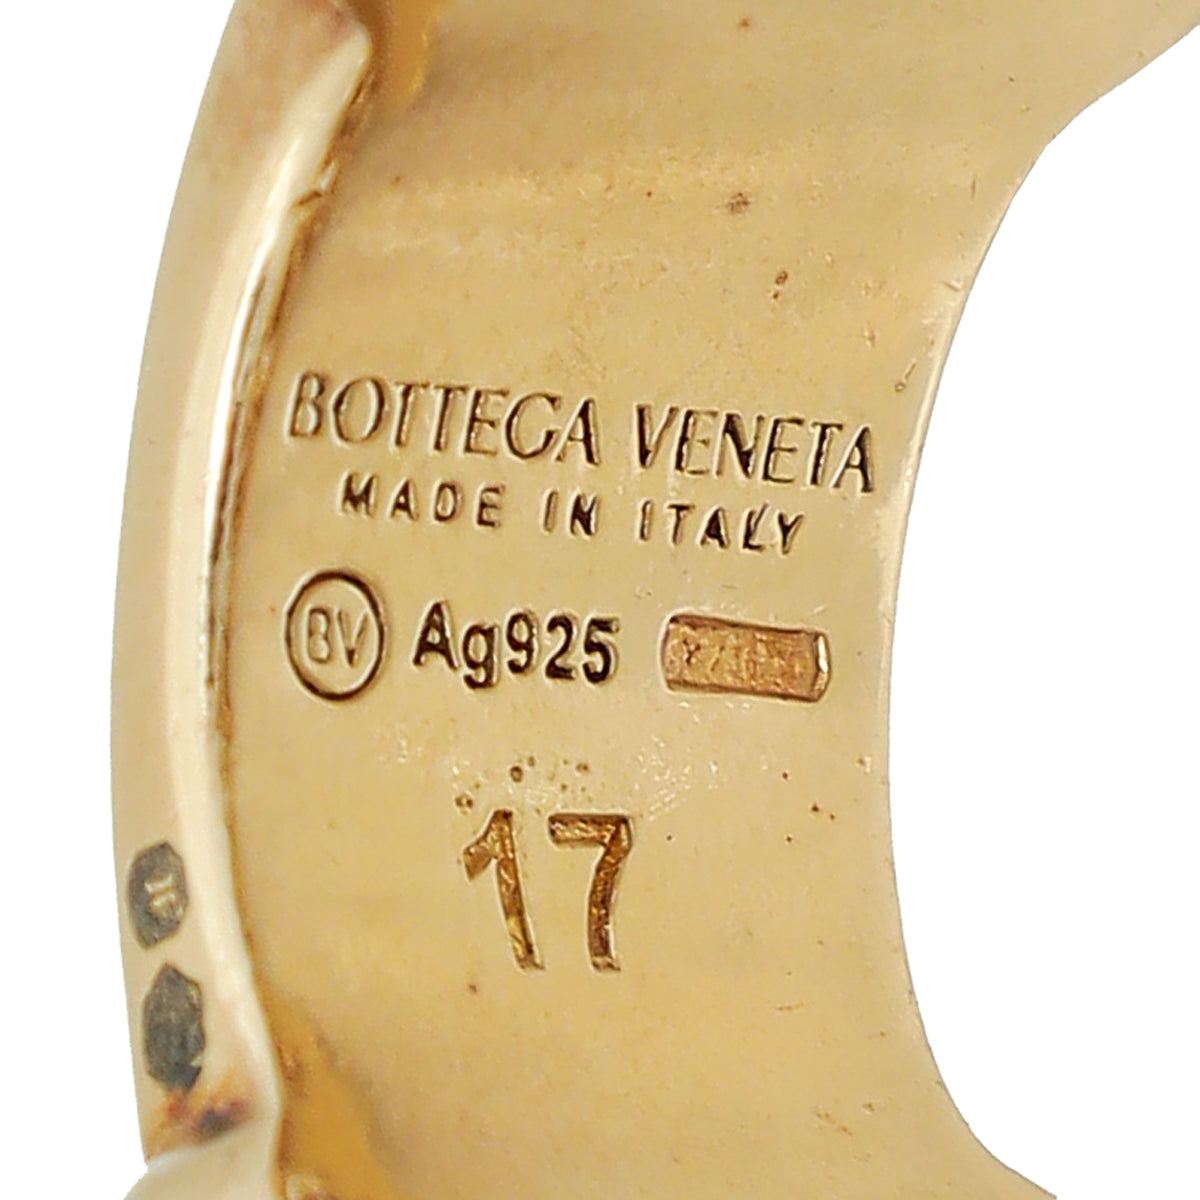 BOTTEGA VENETA
MADE IN ITALY
BV Ag925
17